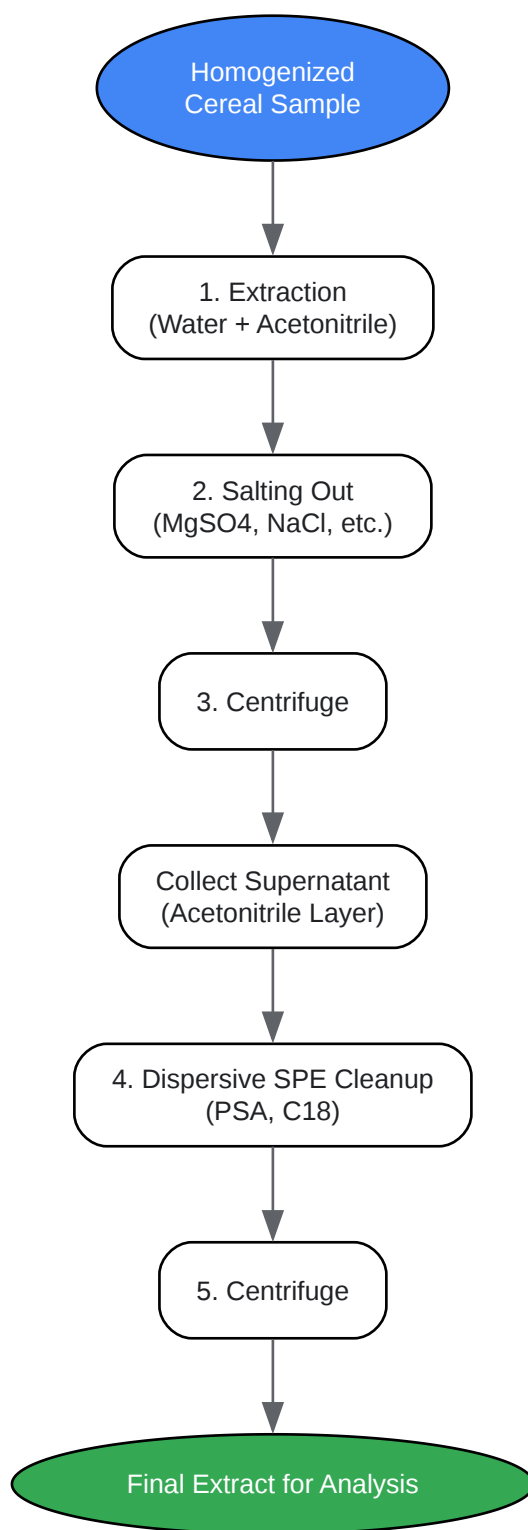 Homogenized
Cereal Sample
1. Extraction
(Water + Acetonitrile)
2. Salting Out
(MgSO4, NaCl, etc.)
3. Centrifuge
Collect Supernatant
(Acetonitrile Layer)
4. Dispersive SPE Cleanup
(PSA, C18)
5. Centrifuge
Final Extract for Analysis